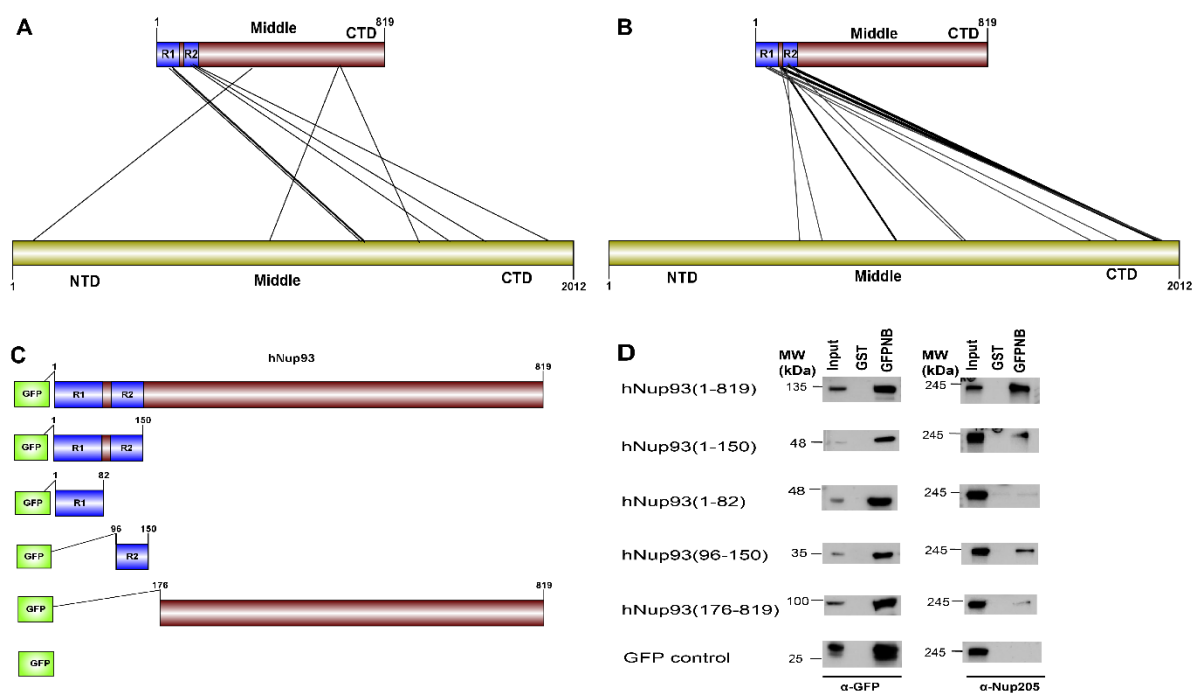 A
1
819
Middle
CTD
R1
R2
NTD
Middle
CTD
1
2012
B
1
819
Middle
CTD
R1
R2
NTD
Middle
CTD
1
2012
C
hNup93
1
819
GFP
R1
R2
1
150
GFP
R1
R2
1
82
GFP
R1
96
150
GFP
R2
176
819
GFP
GFP
D
MW
(kDa)
Input
GST
GFPNB
MW
(kDa)
Input
GST
GFPNB
hNup93(1-819)
135
245
hNup93(1-150)
48
245
hNup93(1-82)
48
245
hNup93(96-150)
35
245
hNup93(176-819)
100
245
GFP control
25
245
α-GFP
α-Nup205